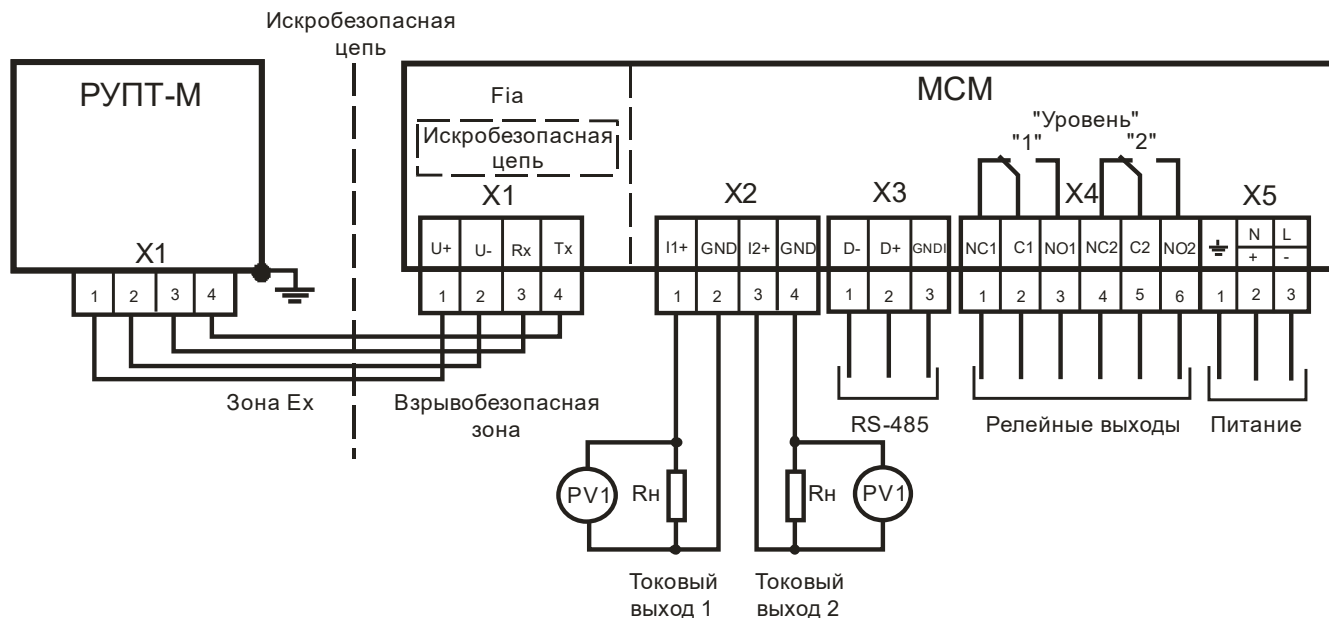 Искробезопасная
цепь
РУПТ-М
X1
1 2 3 4
Зона Ex
Взрывобезопасная
зона
МСМ
Fia
Искробезопасная
цепь
X1
U+ U- Rx Tx
1 2 3 4
X2
I1+ GND I2+ GND
1 2 3 4
X3
D- D+ GNDI
1 2 3
RS-485
"Уровень"
"1" "2"
X4
NC1 C1 NO1 NC2 C2 NO2
1 2 3 4 5 6
Релейные выходы
X5
N L
+ -
1 2 3
Питание
PV1 Rн Rн PV1
Токовый
выход 1
Токовый
выход 2